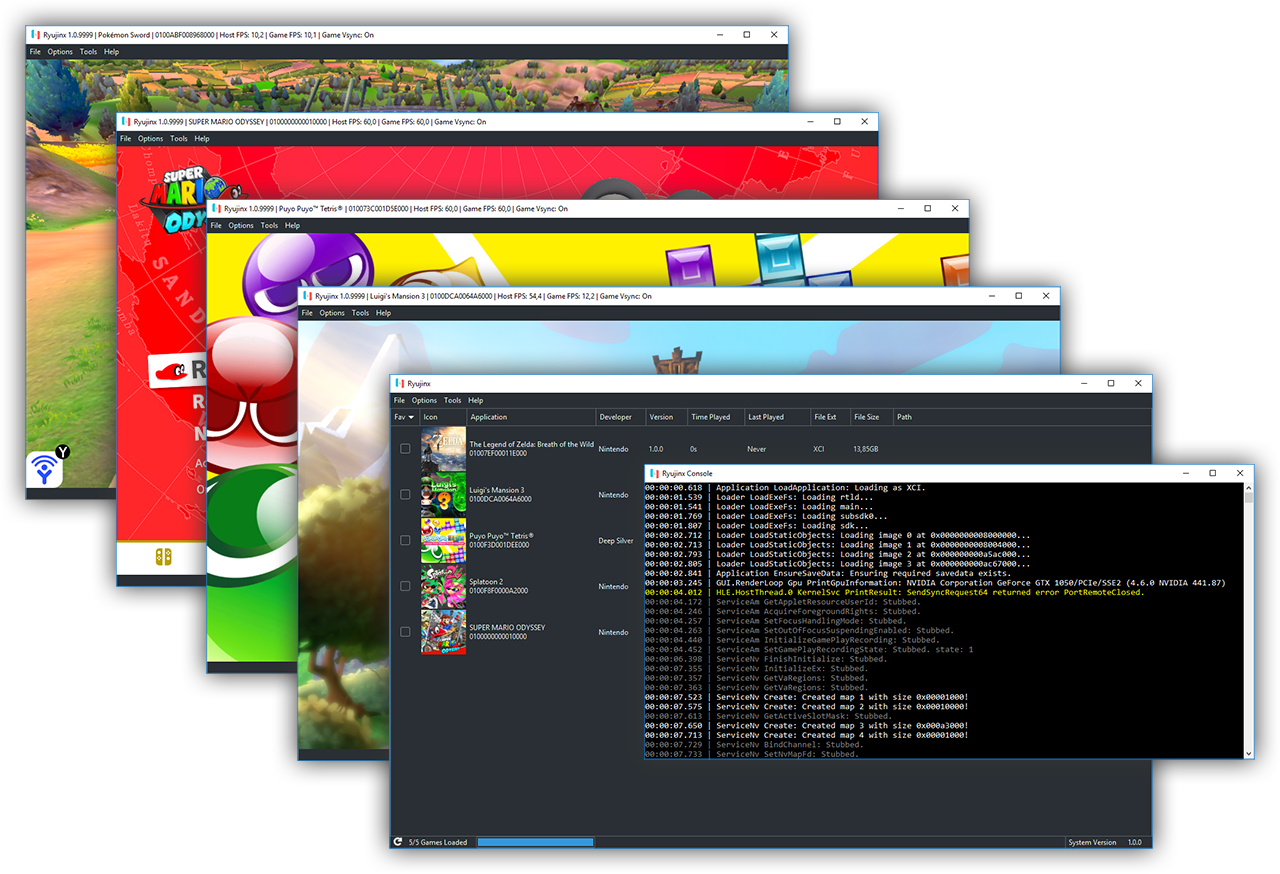 Ryujinx 1.0.9999 | Pokémon Sword | 0100ABF008968000 | Host FPS: 10,2 | Game FPS: 10,1 | Game Vsync: On
File Options Tools Help
Y
Ryujinx 1.0.9999 | SUPER MARIO ODYSSEY | 0100000000010000 | Host FPS: 60,0 | Game FPS: 60,0 | Game Vsync: On
File Options Tools Help
SUPER
MARIO
ODY
SAND
R
R
N
A
O
Ryujinx 1.0.9999 | Puyo Puyo™ Tetris® | 010073C001D5E000 | Host FPS: 60,0 | Game FPS: 60,0 | Game Vsync: On
File Options Tools Help
Ryujinx 1.0.9999 | Luigi's Mansion 3 | 0100DCA0064A6000 | Host FPS: 54,4 | Game FPS: 12,2 | Game Vsync: On
File Options Tools Help
Ryujinx
File Options Tools Help
Fav Icon Application Developer Version Time Played Last Played File Ext File Size Path
The Legend of Zelda: Breath of the Wild
01007EF00011E000 Nintendo 1.0.0 0s Never XCI 13,85GB
Luigi's Mansion 3
0100DCA0064A6000 Nintendo
Puyo Puyo™ Tetris®
0100F3D001DEE000 Deep Silver
Splatoon 2
0100F8F0000A2000 Nintendo
SUPER MARIO ODYSSEY
0100000000010000 Nintendo
5/5 Games Loaded System Version 1.0.0
Ryujinx Console
00:00:00.618 | Application LoadApplication: Loading as XCI.
00:00:01.539 | Loader LoadExeFs: Loading rtld...
00:00:01.541 | Loader LoadExeFs: Loading main...
00:00:01.769 | Loader LoadExeFs: Loading subsdk0...
00:00:01.807 | Loader LoadExeFs: Loading sdk...
00:00:02.712 | Loader LoadStaticObjects: Loading image 0 at 0x0000000008000000...
00:00:02.713 | Loader LoadStaticObjects: Loading image 1 at 0x0000000008004000...
00:00:02.793 | Loader LoadStaticObjects: Loading image 2 at 0x000000000a5ac000...
00:00:02.805 | Loader LoadStaticObjects: Loading image 3 at 0x000000000ac67000...
00:00:02.841 | Application EnsureSaveData: Ensuring required savedata exists.
00:00:03.245 | GUI.RenderLoop Gpu PrintGpuInformation: NVIDIA Corporation GeForce GTX 1050/PCIe/SSE2 (4.6.0 NVIDIA 441.87)
00:00:04.012 | HLE.HostThread.0 KernelSvc PrintResult: SendSyncRequest64 returned error PortRemoteClosed.
00:00:04.172 | ServiceAm GetAppletResourceUserId: Stubbed.
00:00:04.246 | ServiceAm AcquireForegroundRights: Stubbed.
00:00:04.257 | ServiceAm SetFocusHandlingMode: Stubbed.
00:00:04.263 | ServiceAm SetOutOfFocusSuspendingEnabled: Stubbed.
00:00:04.440 | ServiceAm InitializeGamePlayRecording: Stubbed.
00:00:04.452 | ServiceAm SetGamePlayRecordingState: Stubbed. state: 1
00:00:06.398 | ServiceNv FinishInitialize: Stubbed.
00:00:07.355 | ServiceNv InitializeEx: Stubbed.
00:00:07.357 | ServiceNv GetVaRegions: Stubbed.
00:00:07.363 | ServiceNv GetVaRegions: Stubbed.
00:00:07.523 | ServiceNv Create: Created map 1 with size 0x00001000!
00:00:07.575 | ServiceNv Create: Created map 2 with size 0x00010000!
00:00:07.613 | ServiceNv GetActiveSlotMask: Stubbed.
00:00:07.650 | ServiceNv Create: Created map 3 with size 0x000a3000!
00:00:07.713 | ServiceNv Create: Created map 4 with size 0x00001000!
00:00:07.729 | ServiceNv BindChannel: Stubbed.
00:00:07.733 | ServiceNv SetNvMapFd: Stubbed.